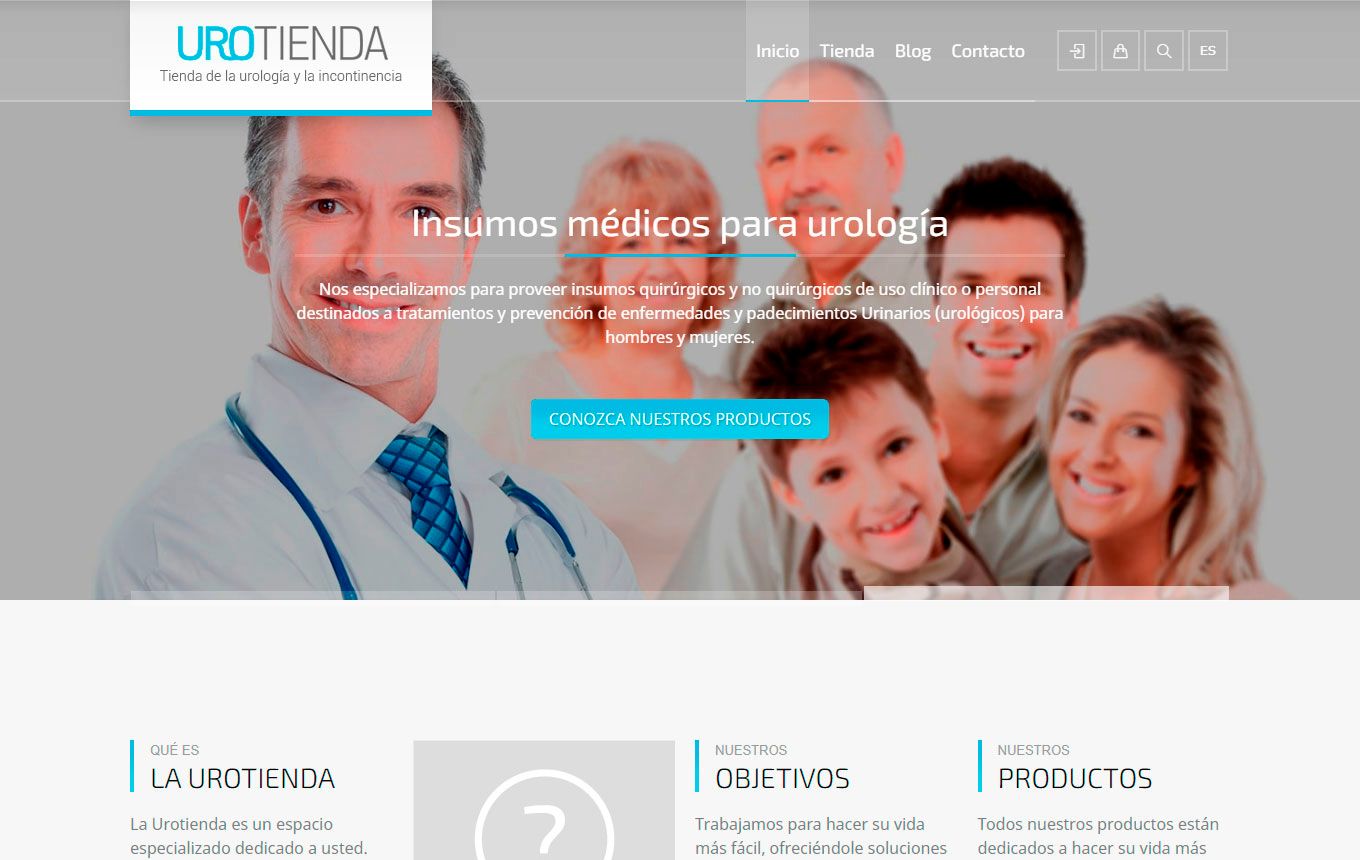 UROTIENDA
Tienda de la urología y la incontinencia
Inicio Tienda Blog Contacto ES
Insumos médicos para urología
Nos especializamos para proveer insumos quirúrgicos y no quirúrgicos de uso clínico o personal
destinados a tratamientos y prevención de enfermedades y padecimientos Urinarios (urológicos) para
hombres y mujeres.
CONOZCA NUESTROS PRODUCTOS
QUÉ ES
LA UROTIENDA
La Urotienda es un espacio
especializado dedicado a usted.
?
NUESTROS
OBJETIVOS
Trabajamos para hacer su vida
más fácil, ofreciéndole soluciones
NUESTROS
PRODUCTOS
Todos nuestros productos están
dedicados a hacer su vida más